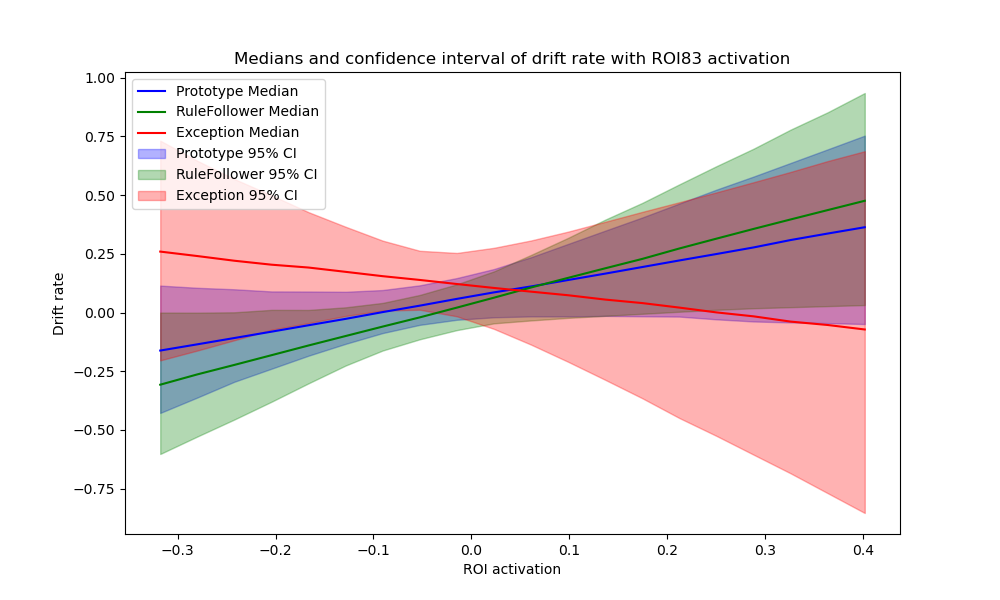 Medians and confidence interval of drift rate with ROI83 activation
1.00
0.75
0.50
0.25
0.00
−0.25
−0.50
−0.75
Drift rate
Prototype Median
RuleFollower Median
Exception Median
Prototype 95% CI
RuleFollower 95% CI
Exception 95% CI
−0.3 −0.2 −0.1 0.0 0.1 0.2 0.3 0.4
ROI activation